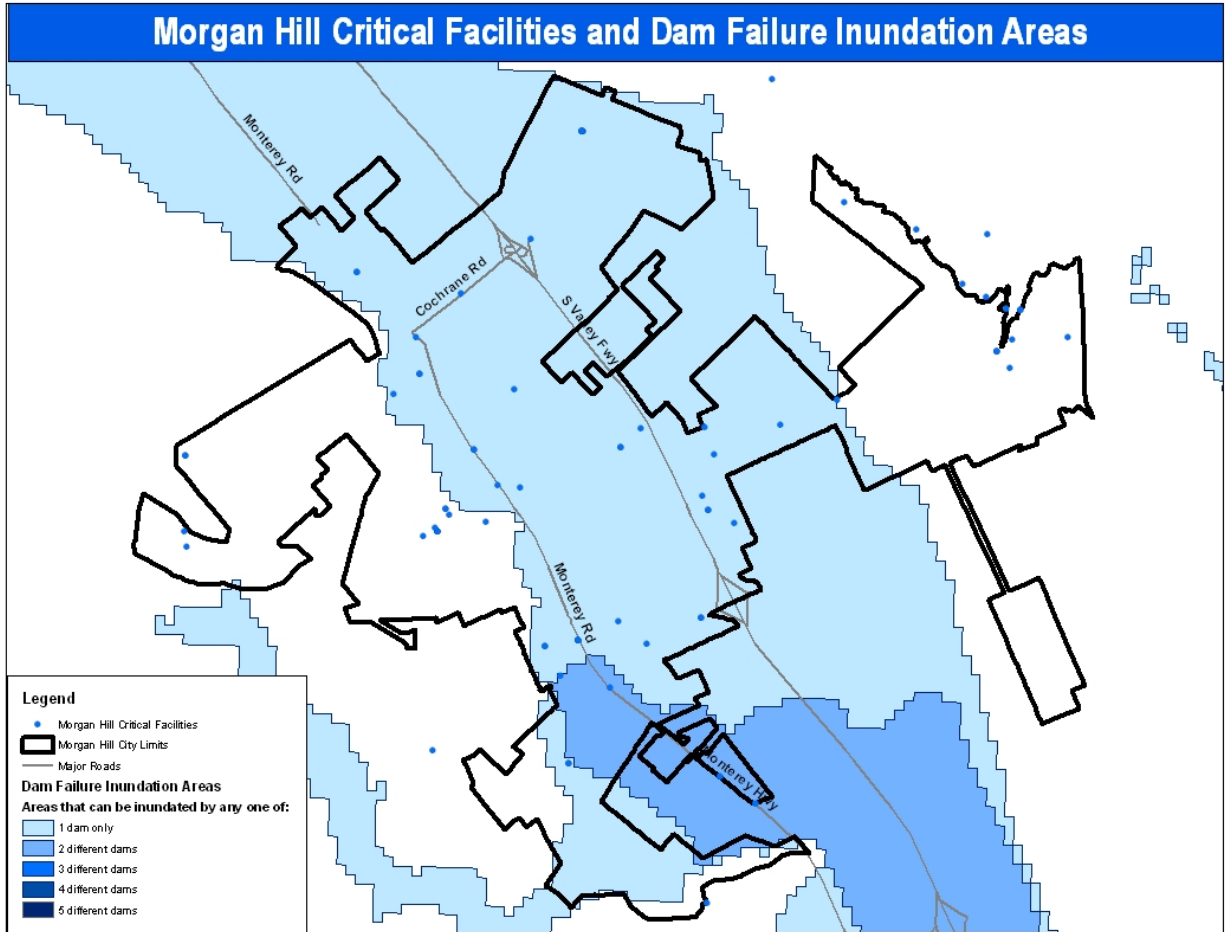 Morgan Hill Critical Facilities and Dam Failure Inundation Areas
Monterey Rd
Cochrane Rd
S Valley Fwy
Monterey Rd
Monterey Hwy
Legend
Morgan Hill Critical Facilities
Morgan Hill City Limits
Major Roads
Dam Failure Inundation Areas
Areas that can be inundated by any one of:
1 dam only
2 different dams
3 different dams
4 different dams
5 different dams